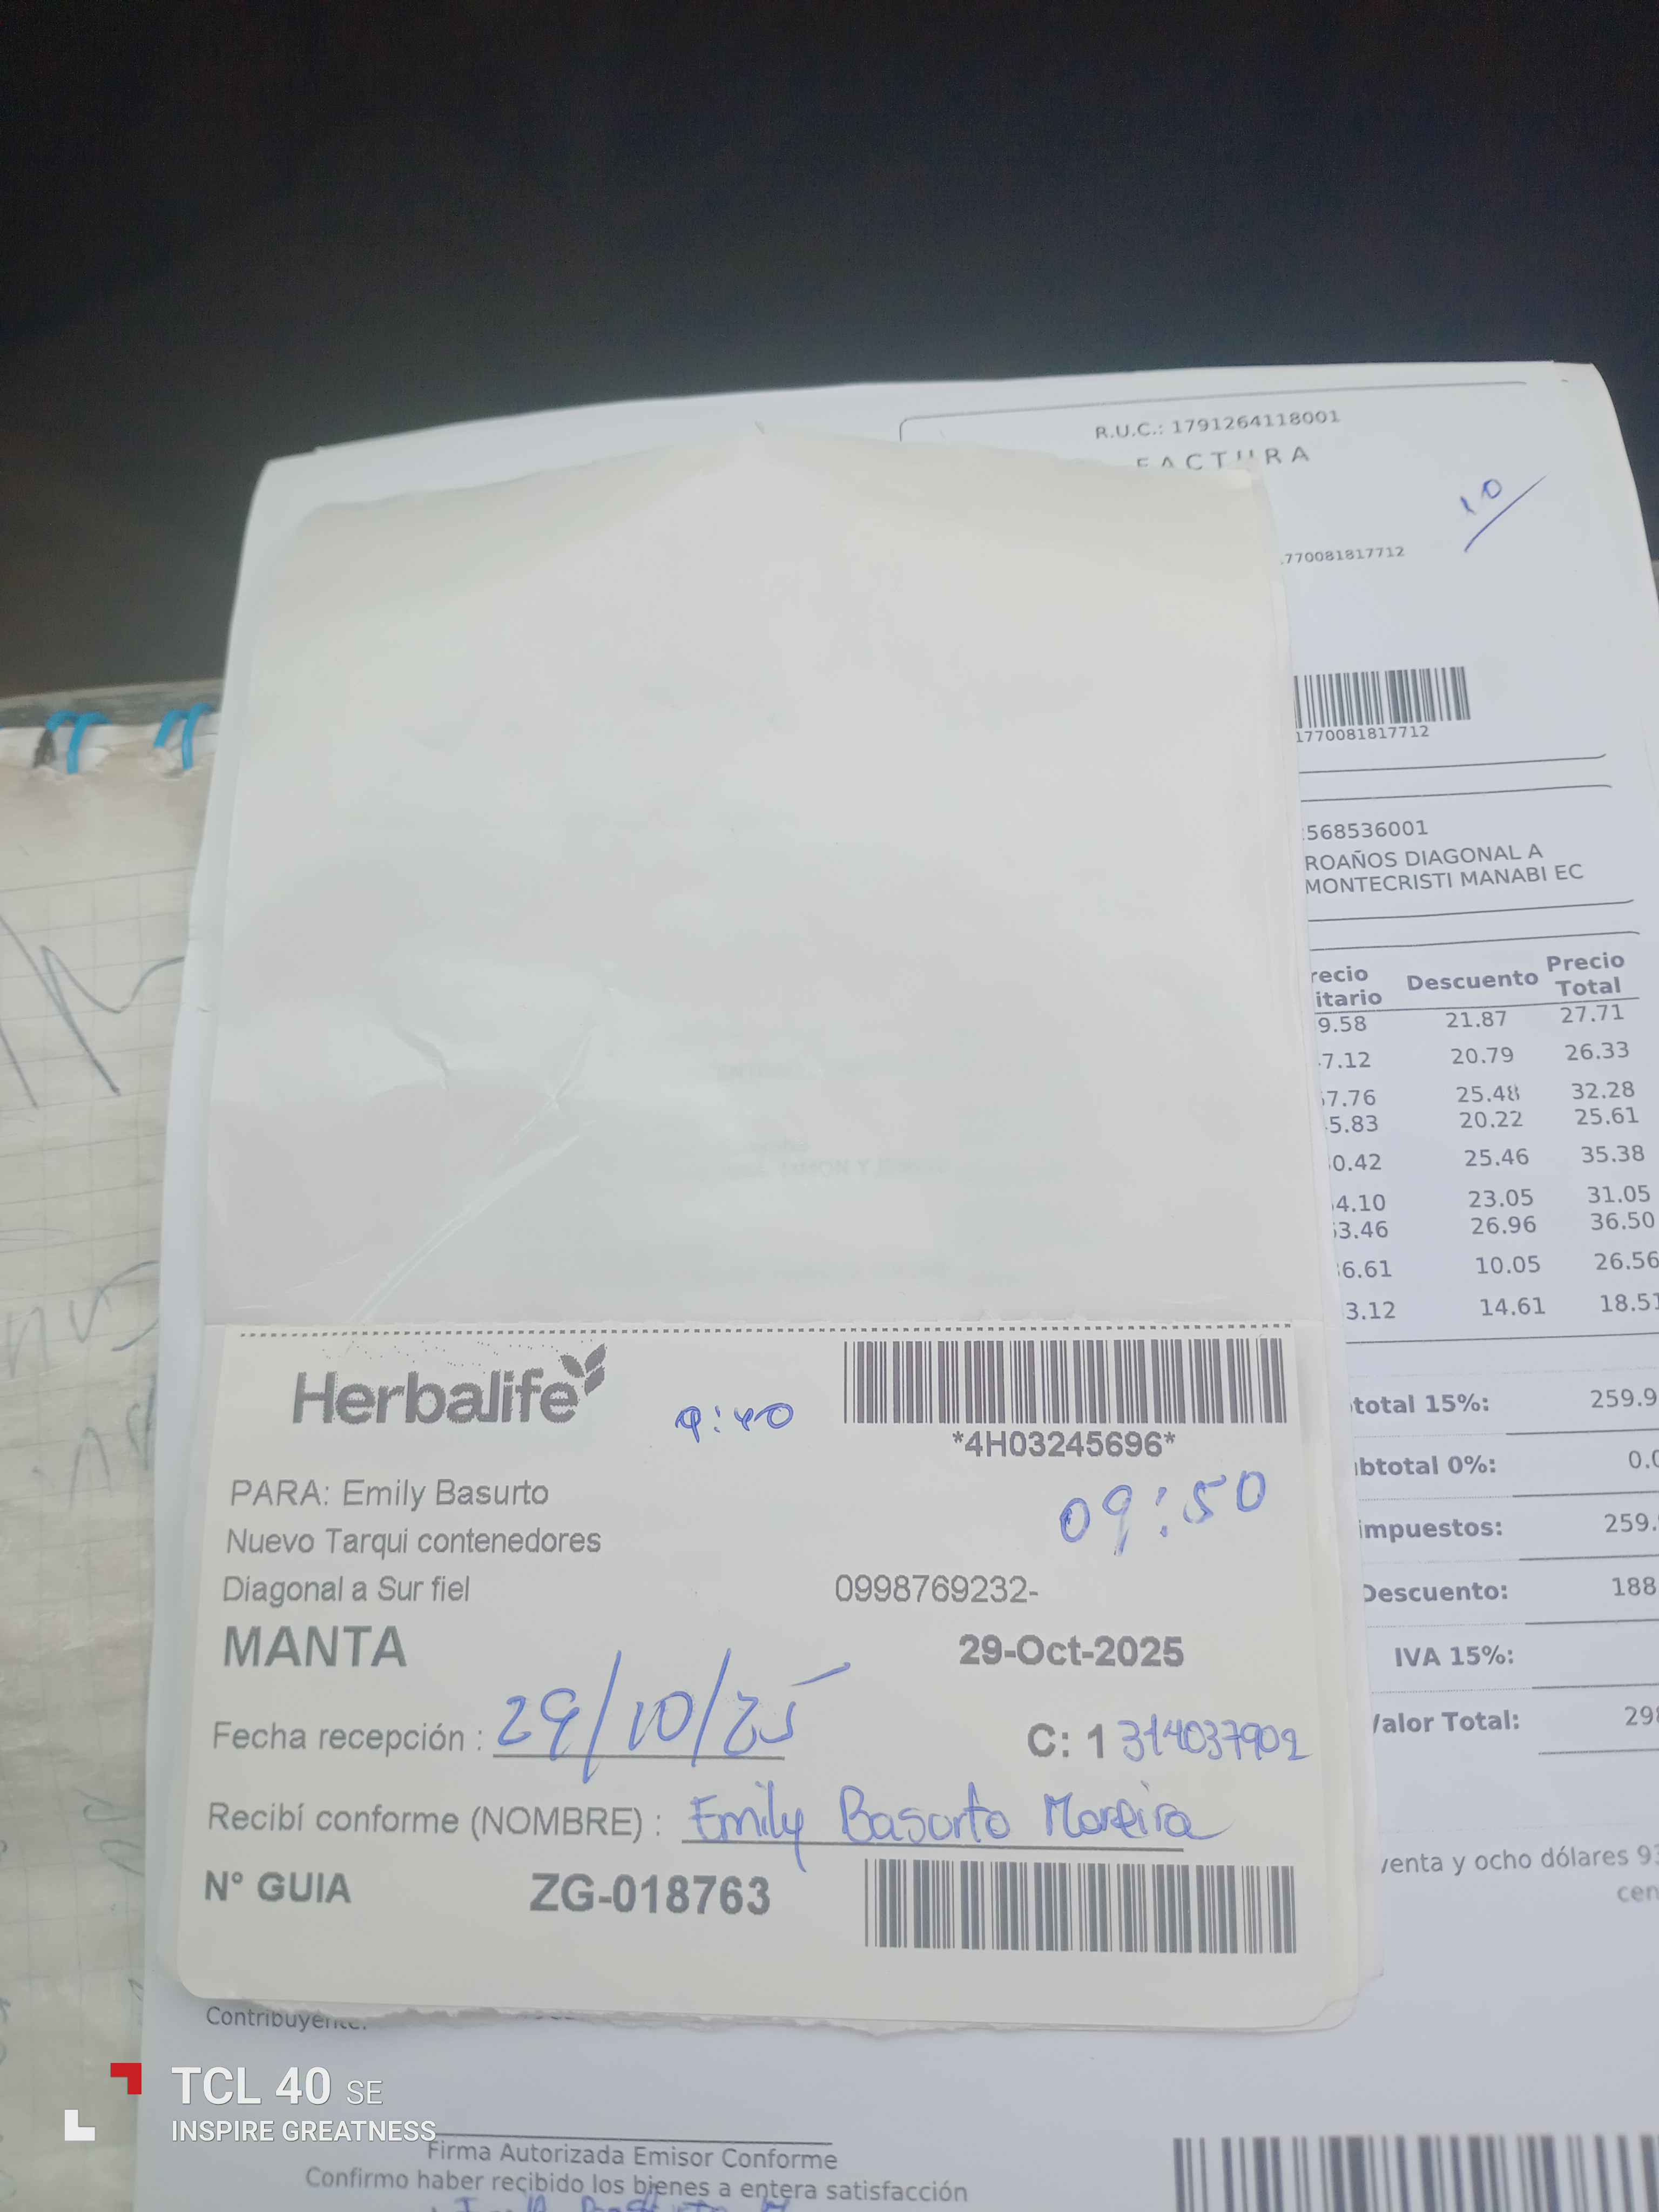 R.U.C.: 1791264118001
FACTURA
10
.770081817712
1770081817712
568536001
ROAÑOS DIAGONAL A
MONTECRISTI MANABI EC
recio
itario Descuento Precio
Total
9.58 21.87 27.71
7.12 20.79 26.33
7.76 25.48 32.28
5.83 20.22 25.61
0.42 25.46 35.38
4.10 23.05 31.05
3.46 26.96 36.50
6.61 10.05 26.56
3.12 14.61 18.51
total 15%: 259.9
btotal 0%: 0.0
impuestos: 259.
Descuento: 188
IVA 15%:
Valor Total: 298
venta y ocho dólares 93
cen
Herbalife
9:40
*4H03245696*
PARA: Emily Basurto
09:50
Nuevo Tarqui contenedores
Diagonal a Sur fiel 0998769232-
MANTA 29-Oct-2025
Fecha recepción : 29/10/25 C: 1314037902
Recibí conforme (NOMBRE) : Emily Basurto Moreira
N° GUIA ZG-018763
Contribuyente:
TCL 40 SE
INSPIRE GREATNESS
Firma Autorizada Emisor Conforme
Confirmo haber recibido los bienes a entera satisfacción